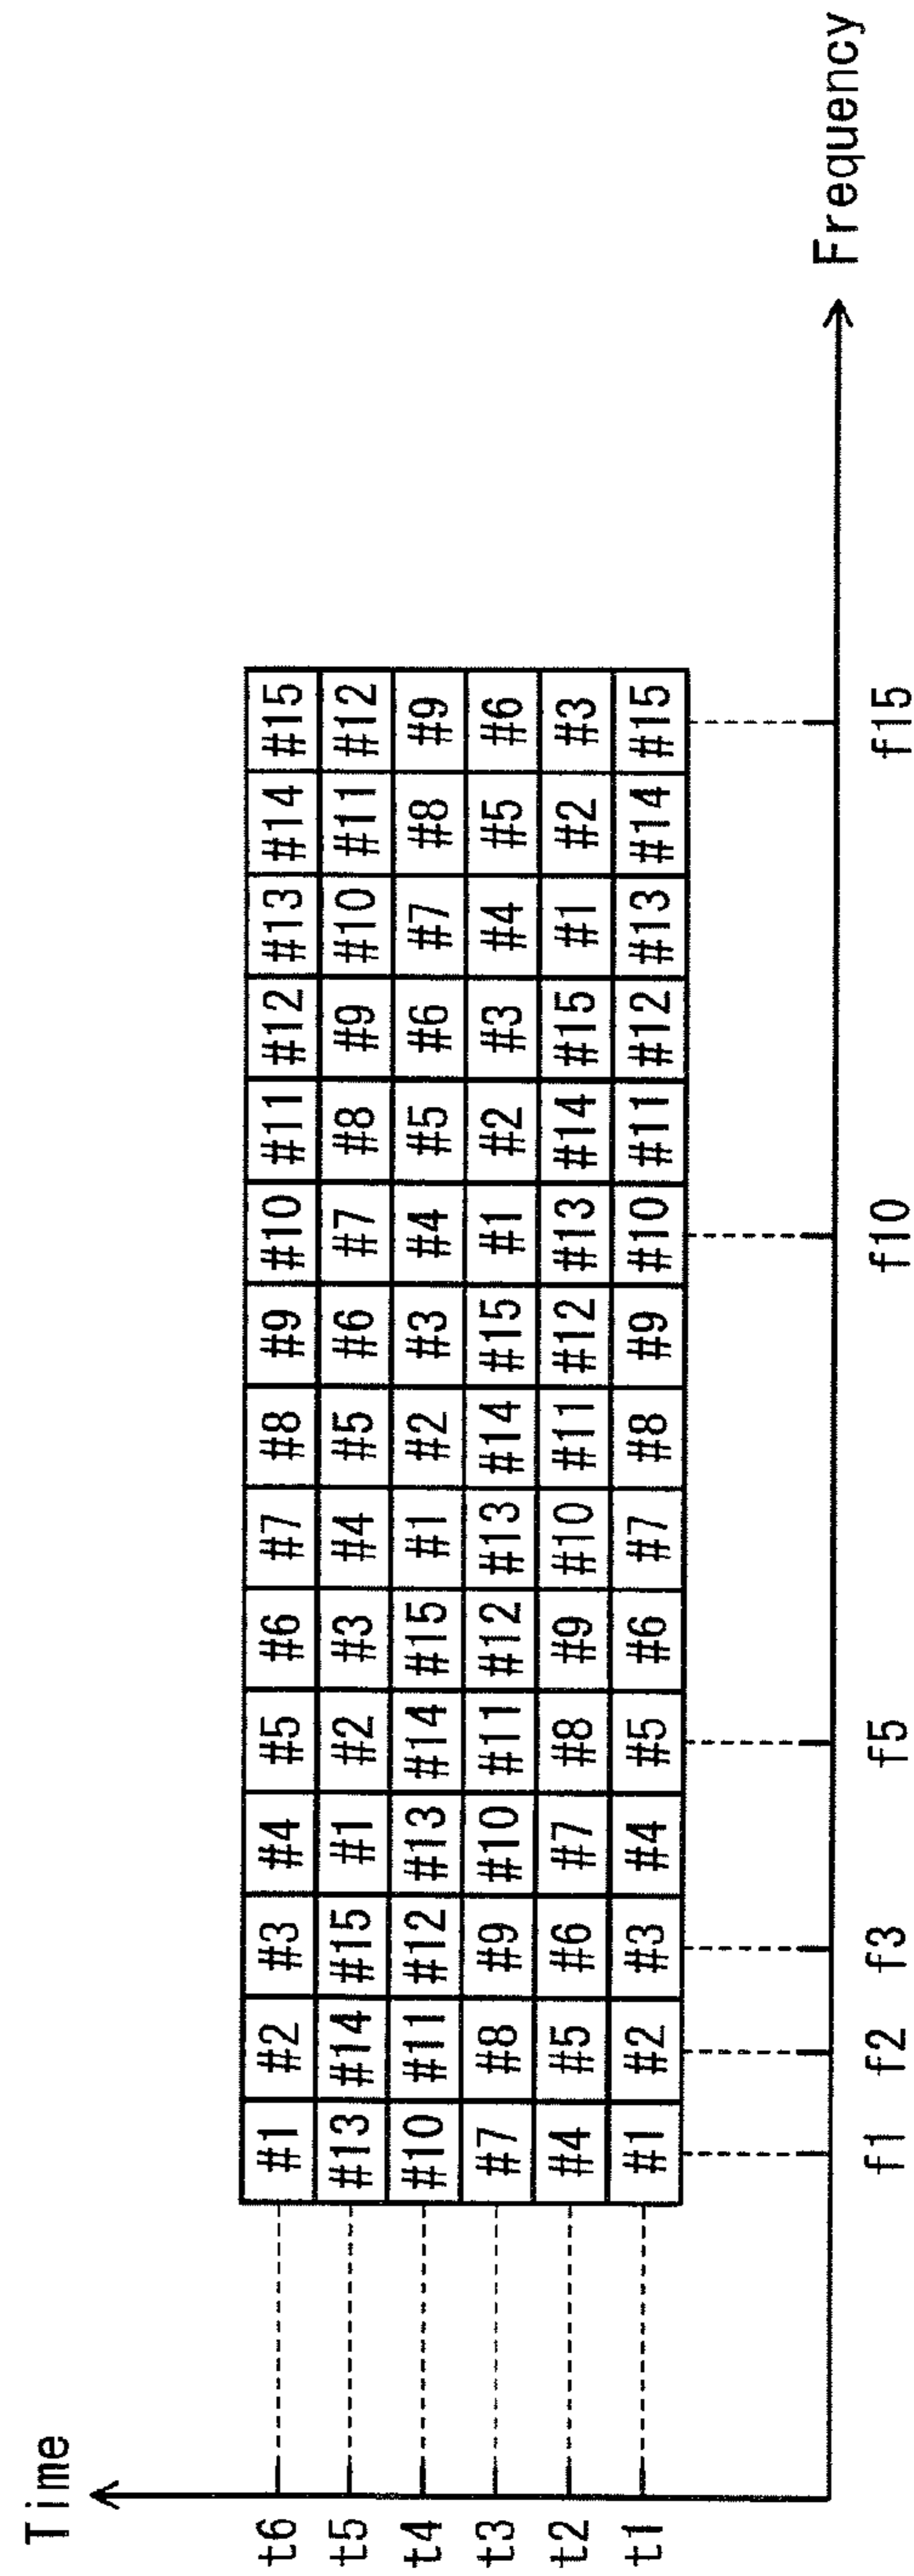 Time
t6 #1 #2 #3 #4 #5 #6 #7 #8 #9 #10 #11 #12 #13 #14 #15
t5 #13 #14 #15 #1 #2 #3 #4 #5 #6 #7 #8 #9 #10 #11 #12
t4 #10 #11 #12 #13 #14 #15 #1 #2 #3 #4 #5 #6 #7 #8 #9
t3 #7 #8 #9 #10 #11 #12 #13 #14 #15 #1 #2 #3 #4 #5 #6
t2 #4 #5 #6 #7 #8 #9 #10 #11 #12 #13 #14 #15 #1 #2 #3
t1 #1 #2 #3 #4 #5 #6 #7 #8 #9 #10 #11 #12 #13 #14 #15
Frequency
f1 f2 f3 f5 f10 f15